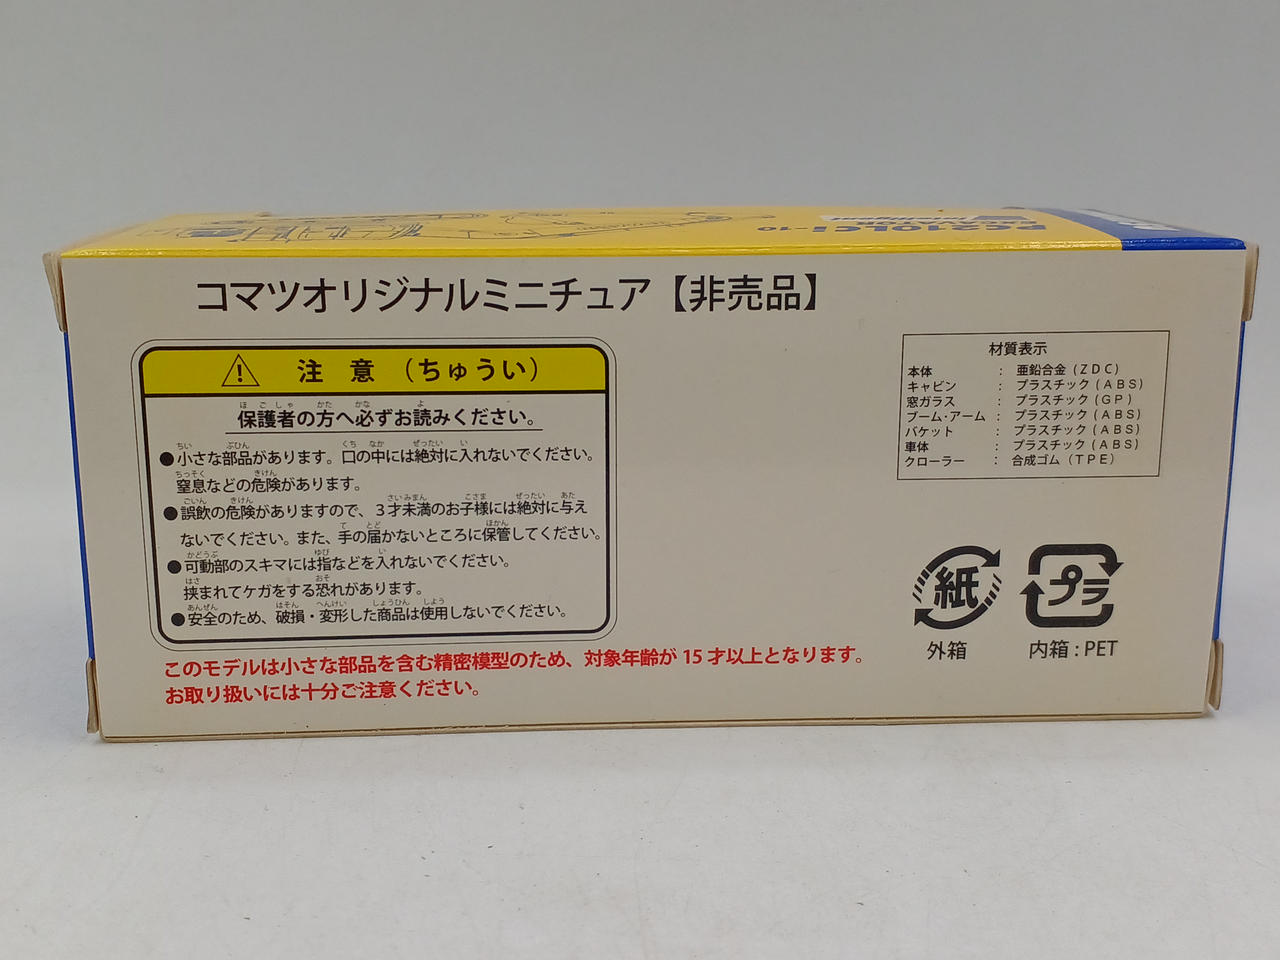 PC210LCi-10
EXCAVATOR
intelligent
コマツオリジナルミニチュア【非売品】
注 意 (ちゅうい)
保護者の方へ必ずお読みください。
●小さな部品があります。口の中には絶対に入れないでください。
窒息などの危険があります。
●誤飲の危険がありますので、3才未満のお子様には絶対に与え
ないでください。また、手の届かないところに保管してください。
●可動部のスキマには指などを入れないでください。
挟まれてケガをする恐れがあります。
●安全のため、破損・変形した商品は使用しないでください。
このモデルは小さな部品を含む精密模型のため、対象年齢が15才以上となります。
お取り扱いには十分ご注意ください。
材質表示
本体 : 亜鉛合金(ZDC)
キャビン : プラスチック(ABS)
窓ガラス : プラスチック(GP)
ブーム・アーム : プラスチック(ABS)
バケット : プラスチック(ABS)
車体 : プラスチック(ABS)
クローラー : 合成ゴム(TPE)
紙
外箱
プラ
内箱:PET